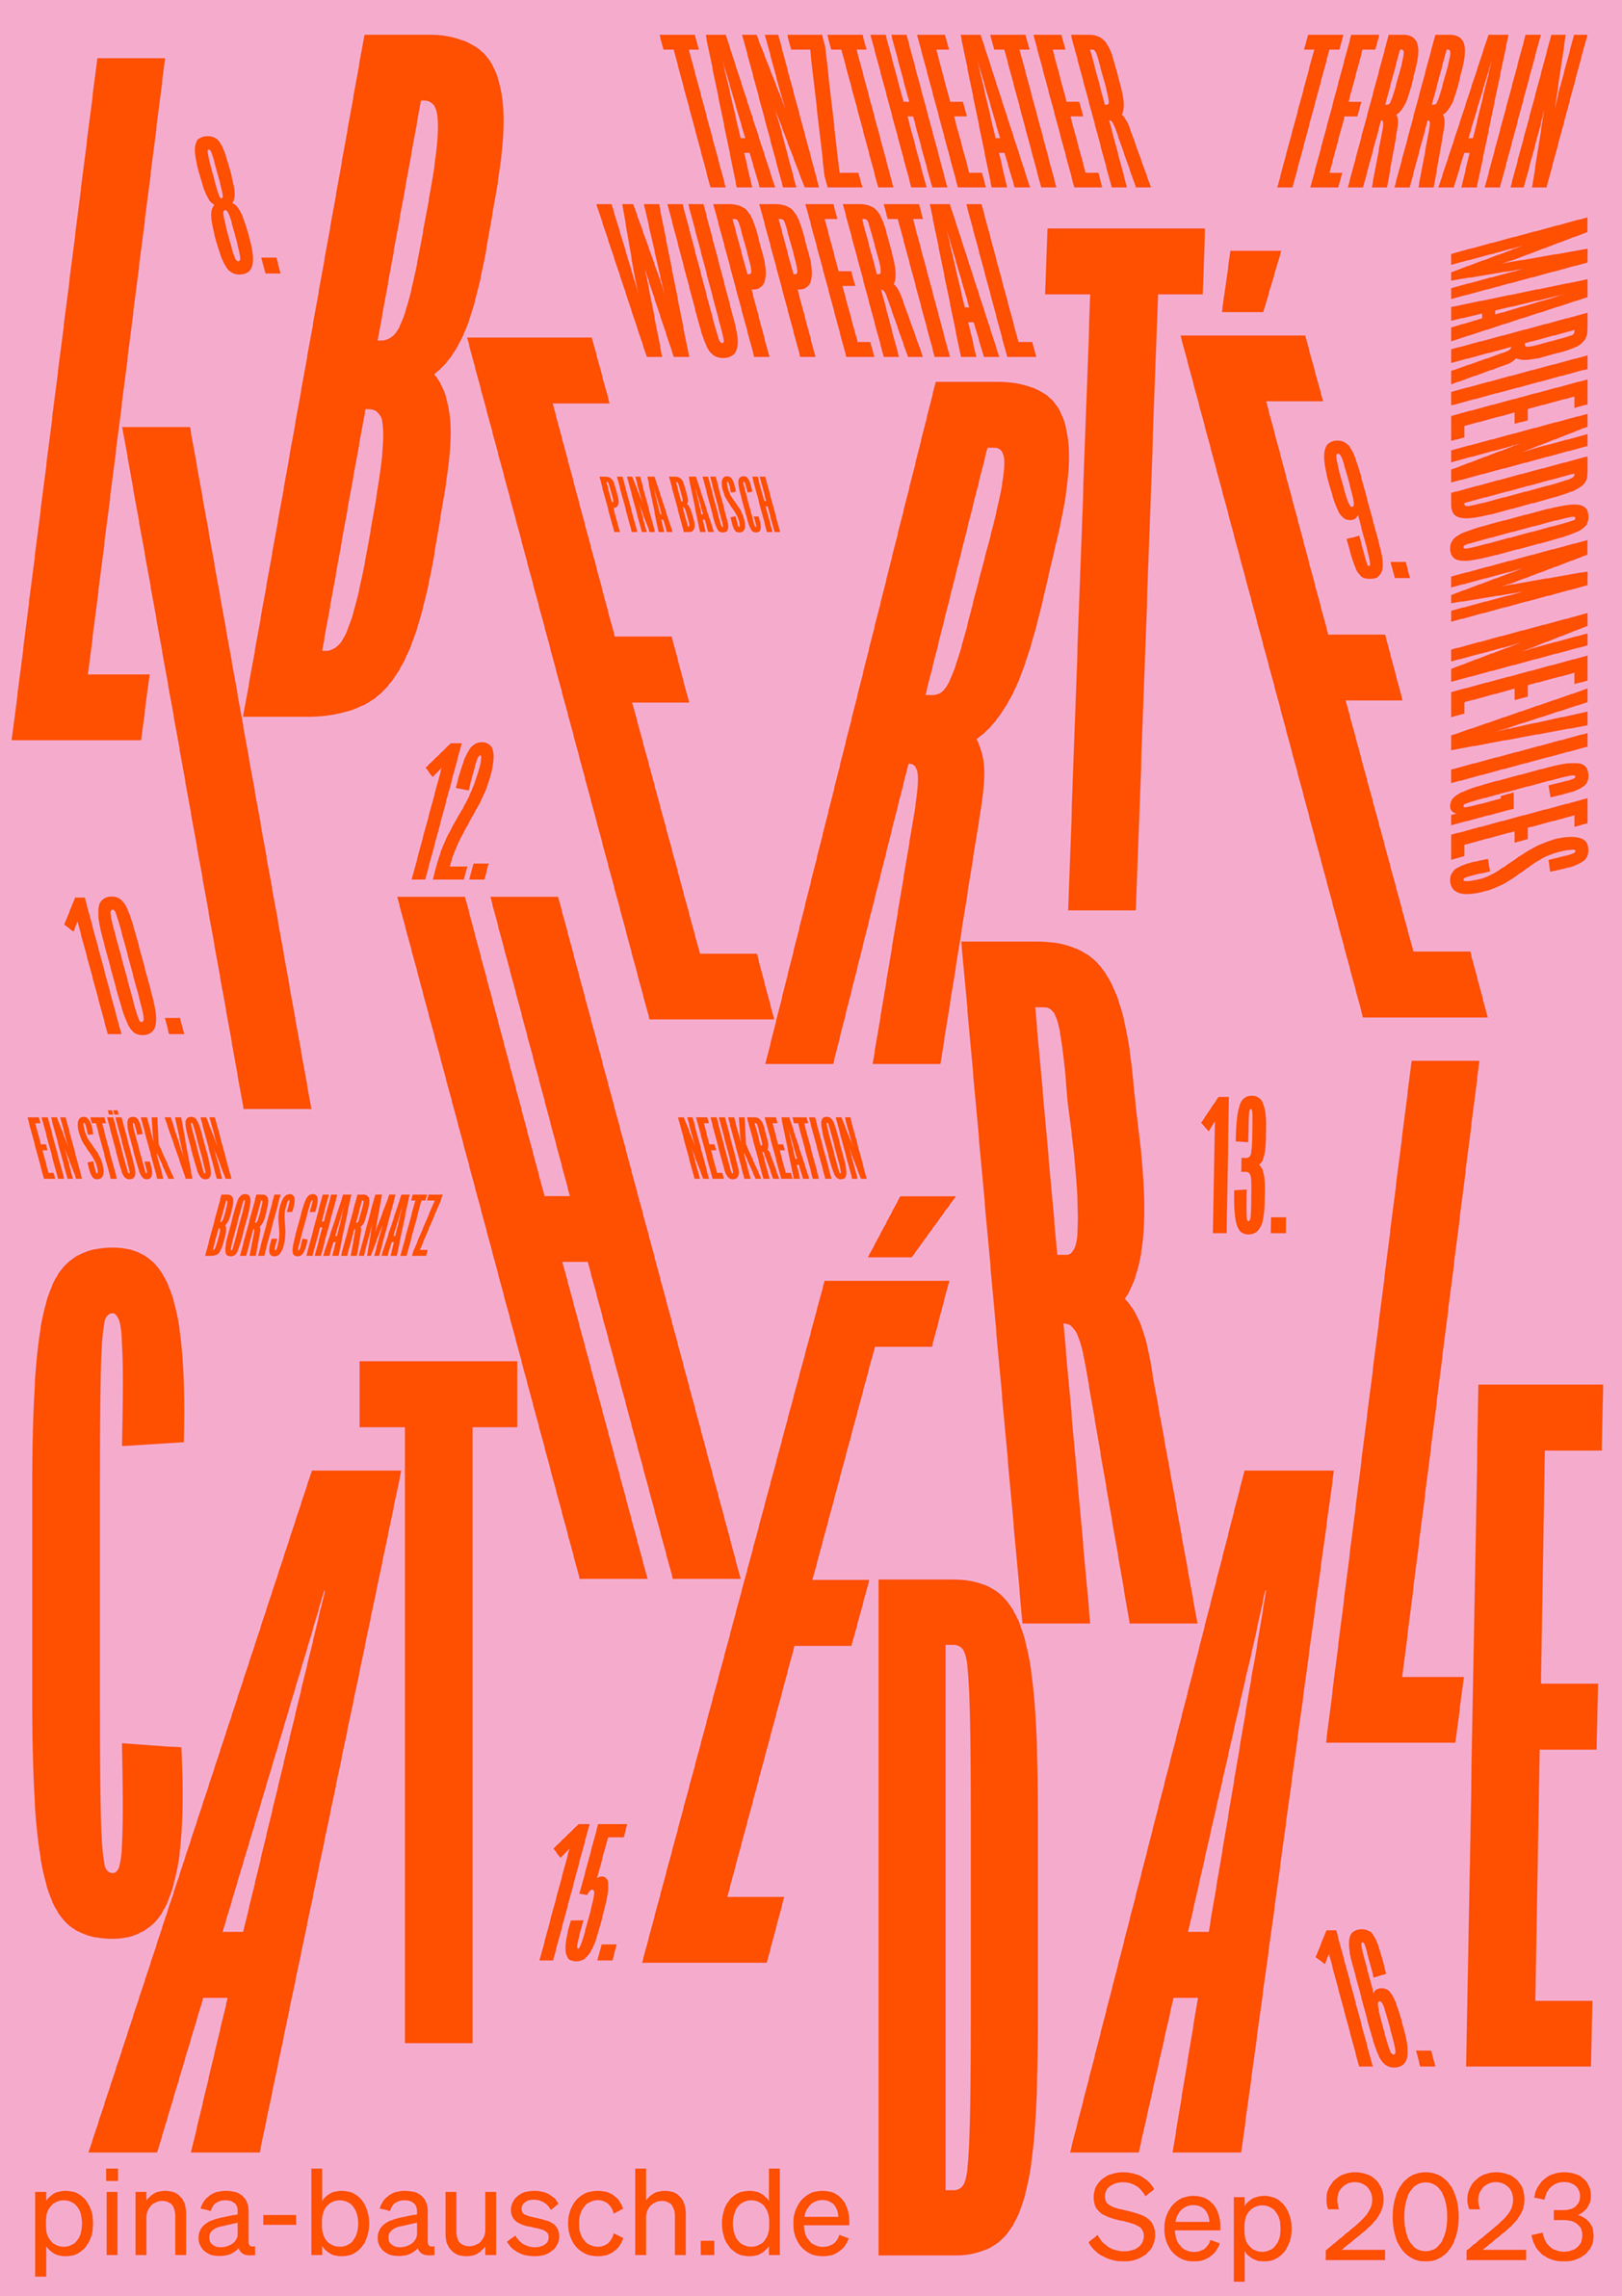 TANZTHEATER
WUPPERTAL
TERRAIN
PINA BAUSCH
MARIENDOM NEVIGES
LIBERTÉ
CATHÉDRALE
8.
9.
10.
12.
13.
15.
16.
EIN STÜCK VON
BORIS CHARMATZ
NEUKREATION
pina-bausch.de
Sep 2023